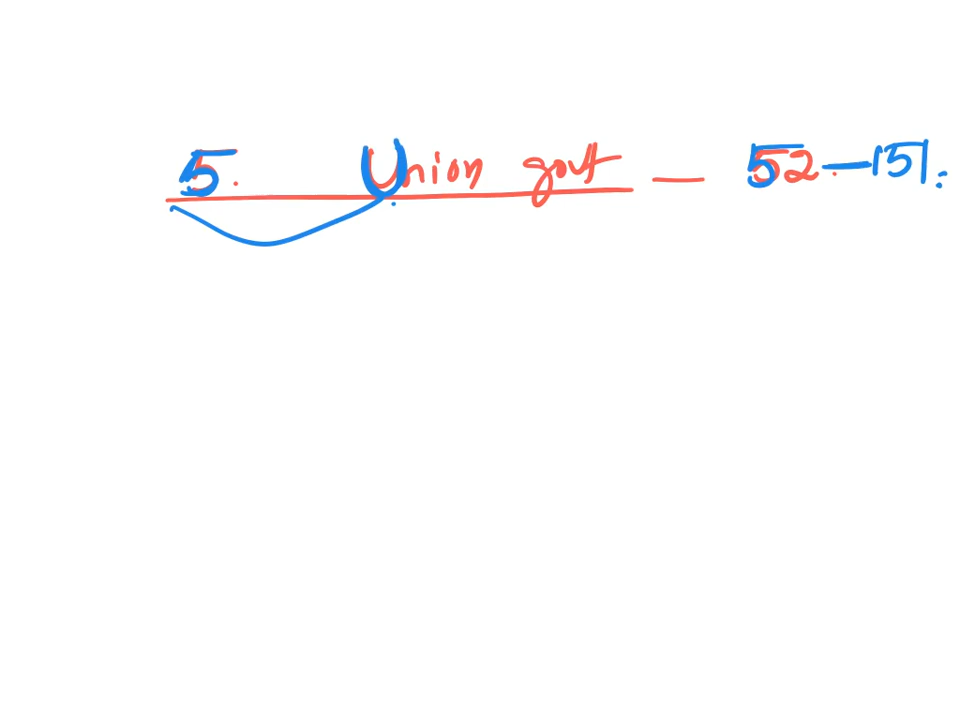 5. Union govt — 52 — 151.